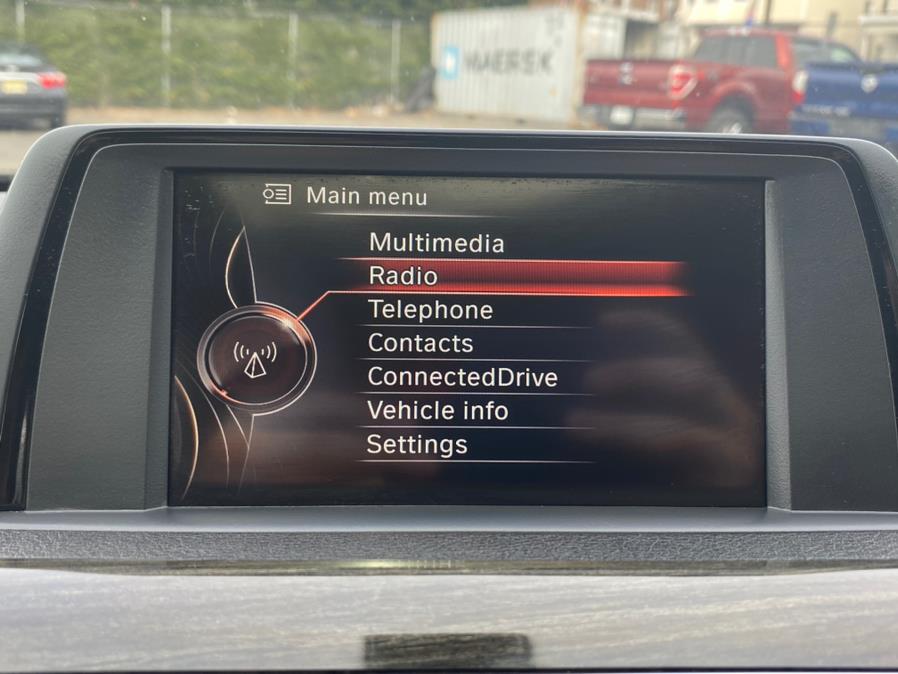 MAERSK
Main menu
Multimedia
Radio
Telephone
Contacts
ConnectedDrive
Vehicle info
Settings